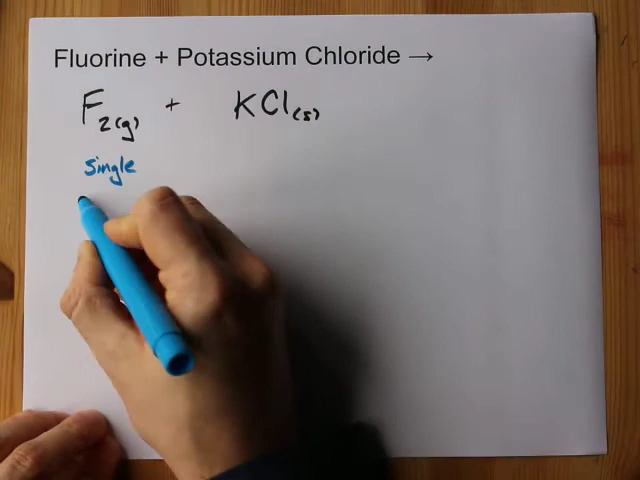 Fluorine + Potassium Chloride →
F₂(g) + KCl(s)
single